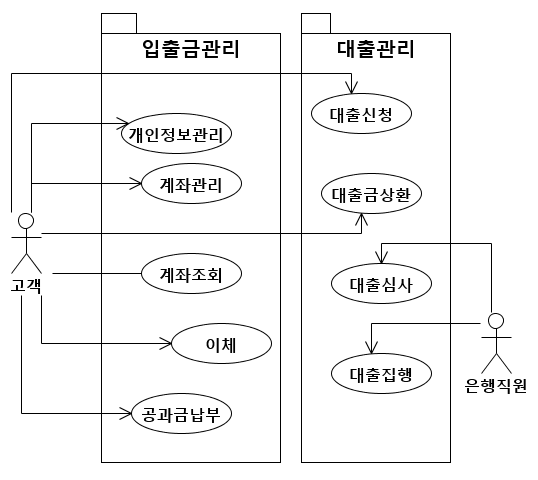 입출금관리
대출관리
대출신청
개인정보관리
계좌관리
대출금상환
고객
계좌조회
대출심사
이체
대출집행
은행직원
공과금납부